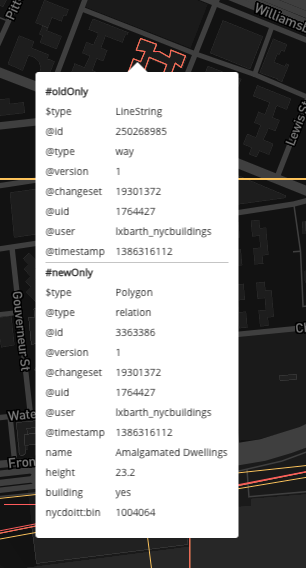 Pitt
Williamsb
Lewis St
#oldOnly
$type LineString
@id 250268985
@type way
@version 1
@changeset 19301372
@uid 1764427
@user lxbarth_nycbuildings
@timestamp 1386316112
#newOnly
$type Polygon
@type relation
@id 3363386
@version 1
@changeset 19301372
@uid 1764427
@user lxbarth_nycbuildings
@timestamp 1386316112
name Amalgamated Dwellings
height 23.2
building yes
nycdoitt:bin 1004064
Gouverneur St
Wate
Fron